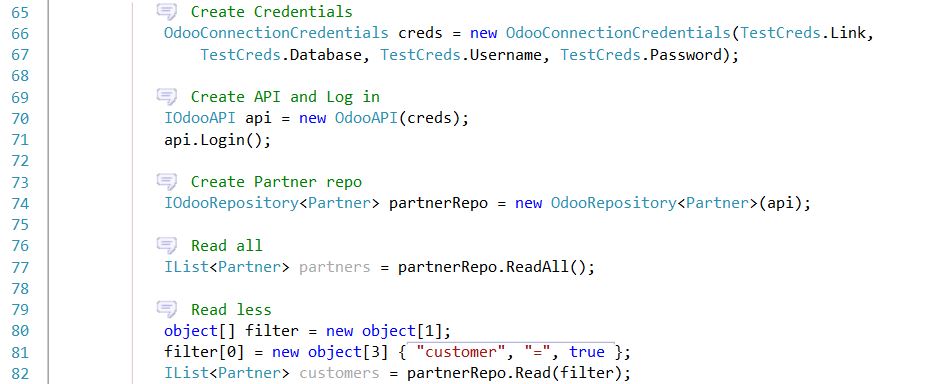 65 Create Credentials
66 OdooConnectionCredentials creds = new OdooConnectionCredentials(TestCreds.Link,
67 TestCreds.Database, TestCreds.Username, TestCreds.Password);
68
69 Create API and Log in
70 IOdooAPI api = new OdooAPI(creds);
71 api.Login();
72
73 Create Partner repo
74 IOdooRepository<Partner> partnerRepo = new OdooRepository<Partner>(api);
75
76 Read all
77 IList<Partner> partners = partnerRepo.ReadAll();
78
79 Read less
80 object[] filter = new object[1];
81 filter[0] = new object[3] { "customer", "=", true };
82 IList<Partner> customers = partnerRepo.Read(filter);